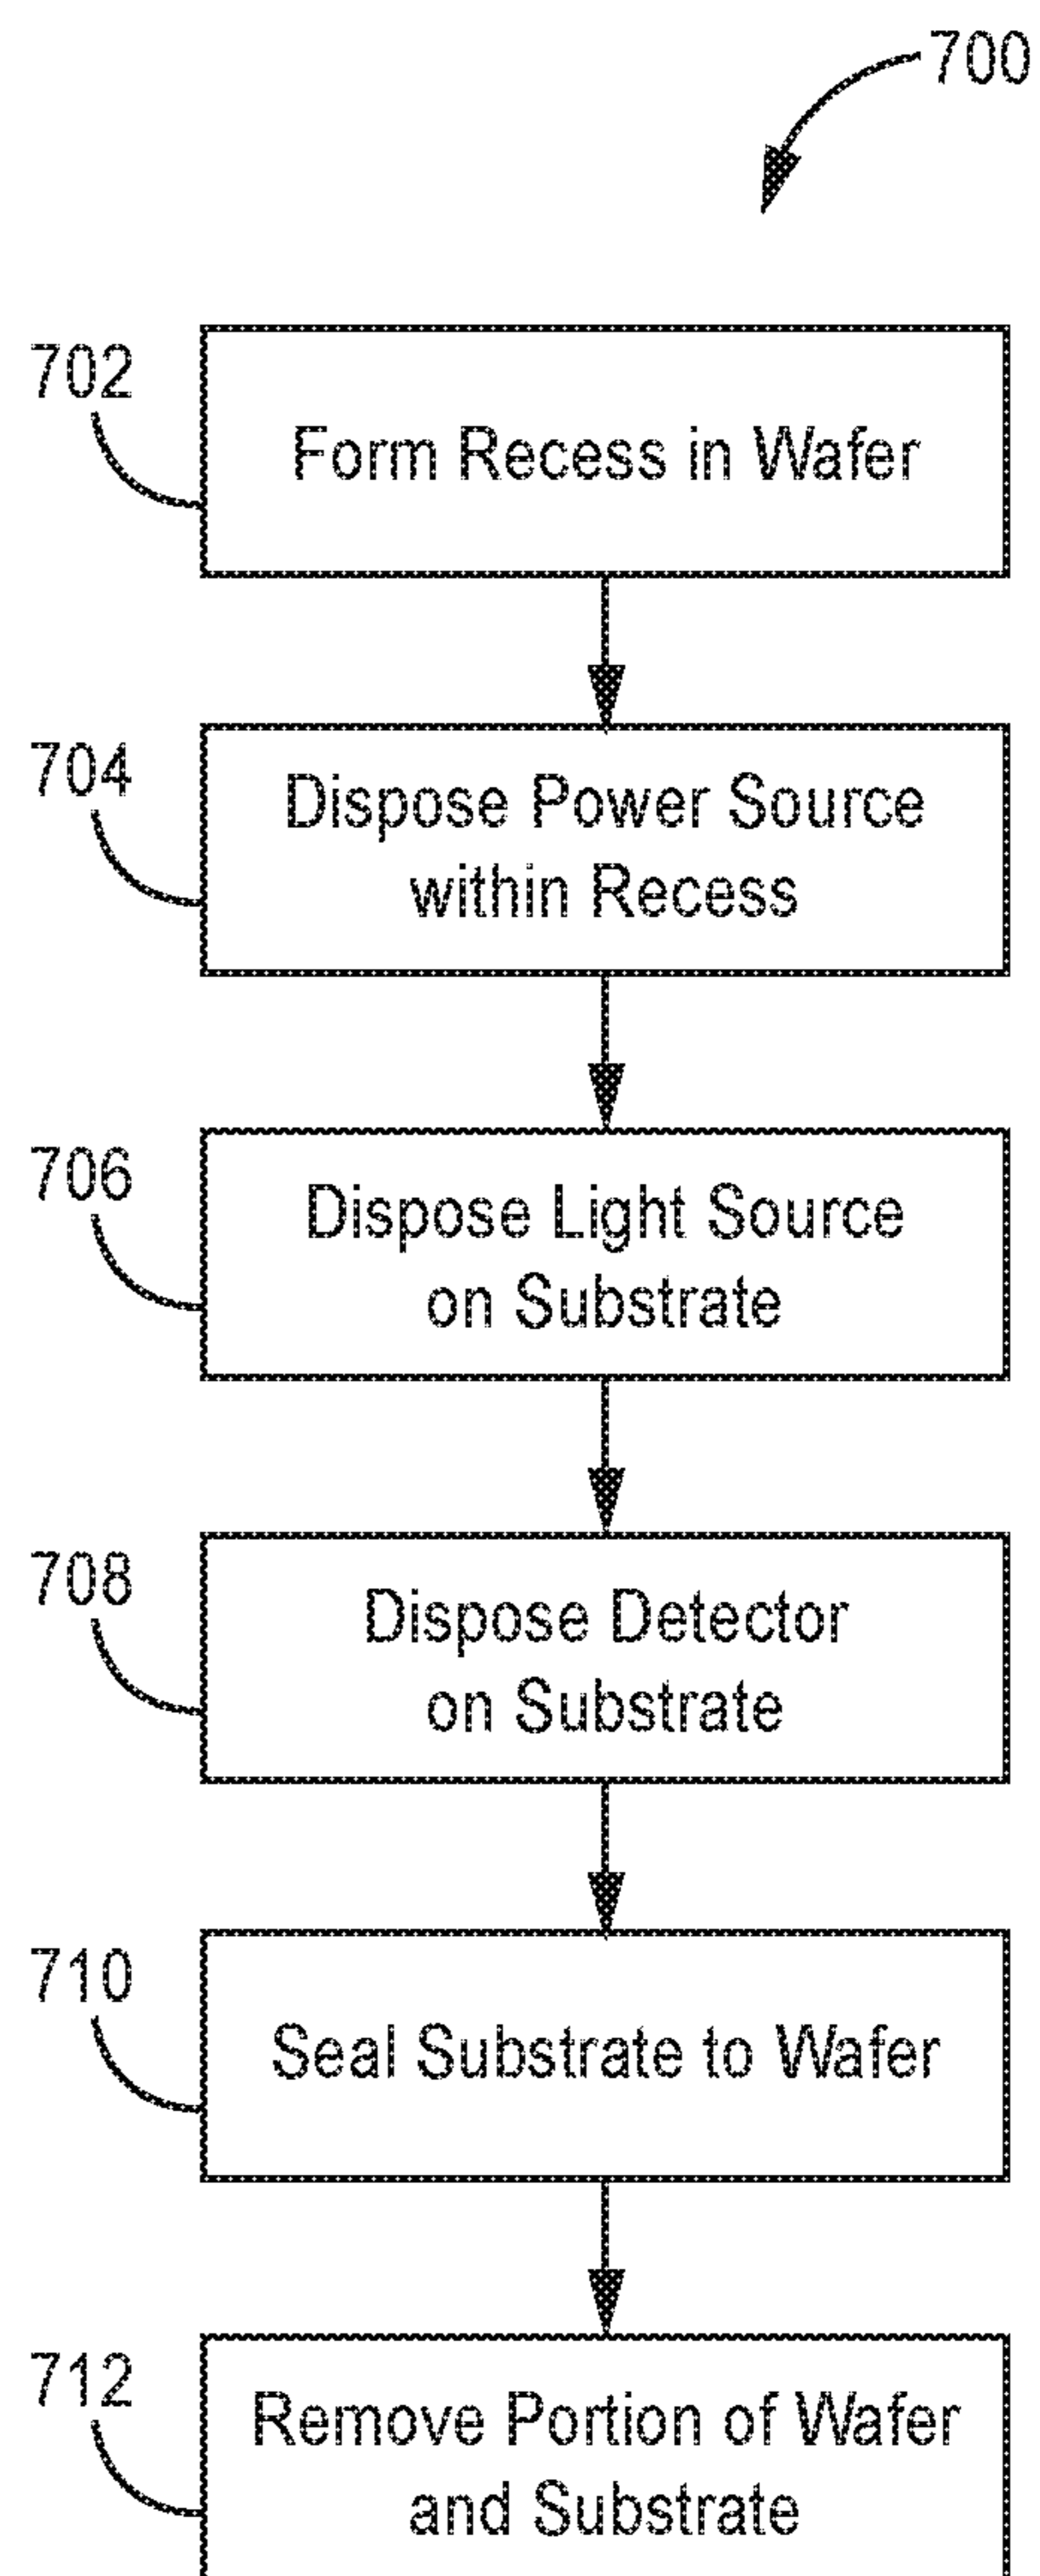 700
702
Form Recess in Wafer
704
Dispose Power Source
within Recess
706
Dispose Light Source
on Substrate
708
Dispose Detector
on Substrate
710
Seal Substrate to Wafer
712
Remove Portion of Wafer
and Substrate